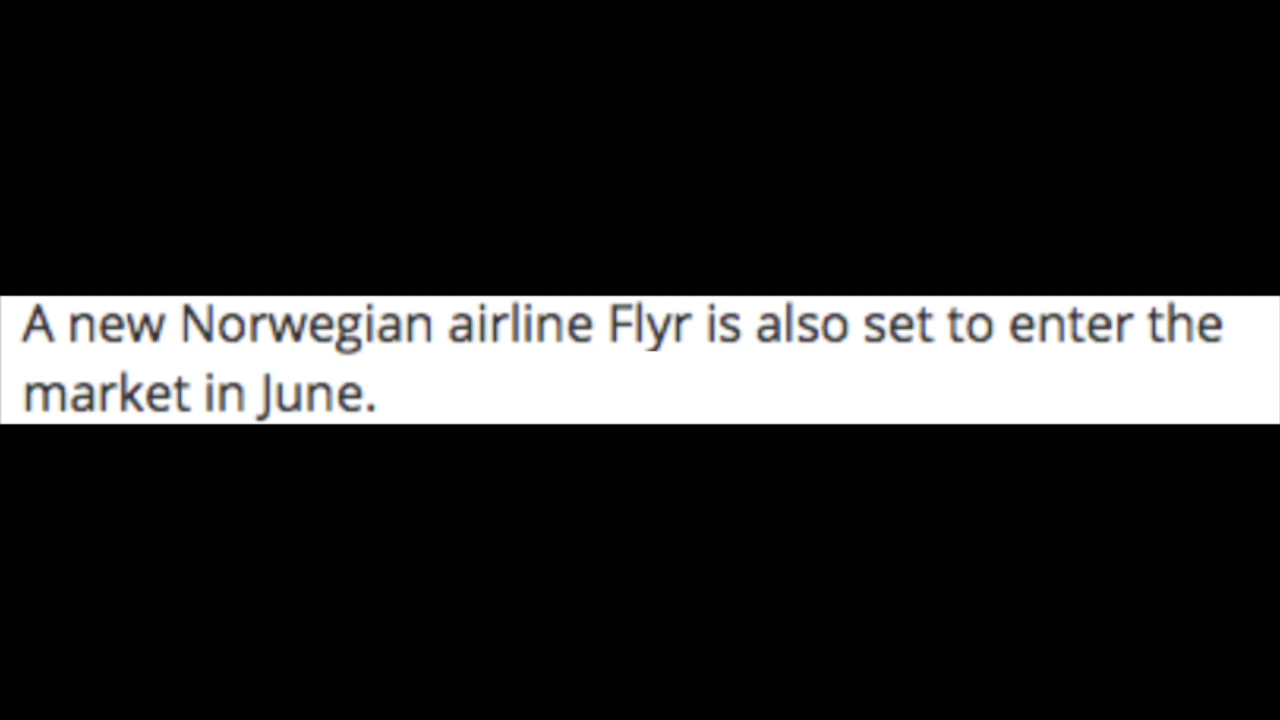 A new Norwegian airline Flyr is also set to enter the
market in June.